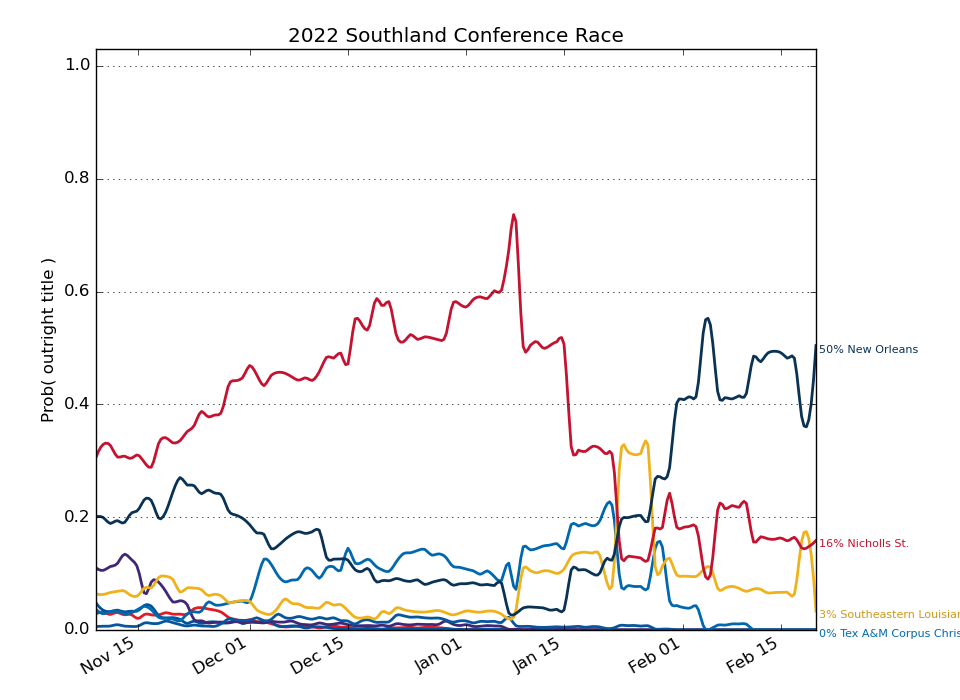 2022 Southland Conference Race
1.0
0.8
0.6
0.4
0.2
0.0
Prob( outright title )
50% New Orleans
16% Nicholls St.
3% Southeastern Louisian
0% Tex A&M Corpus Chris
Nov 15
Dec 01
Dec 15
Jan 01
Jan 15
Feb 01
Feb 15